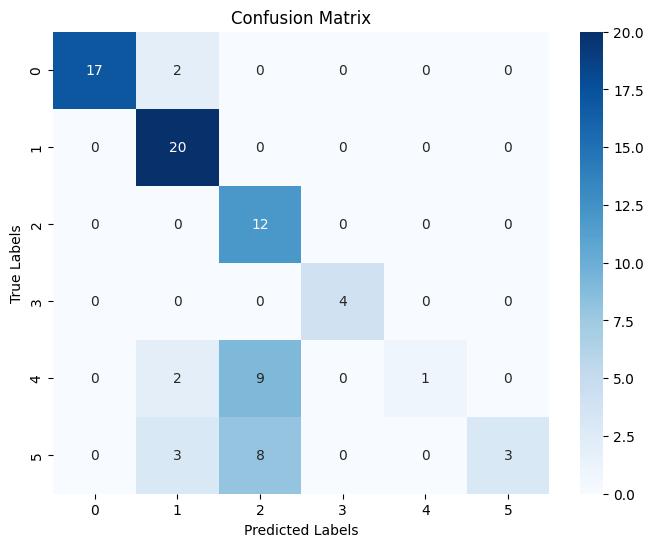 Confusion Matrix
True Labels
0 17 2 0 0 0 0
1 0 20 0 0 0 0
2 0 0 12 0 0 0
3 0 0 0 4 0 0
4 0 2 9 0 1 0
5 0 3 8 0 0 3
0 1 2 3 4 5
Predicted Labels
20.0
17.5
15.0
12.5
10.0
7.5
5.0
2.5
0.0